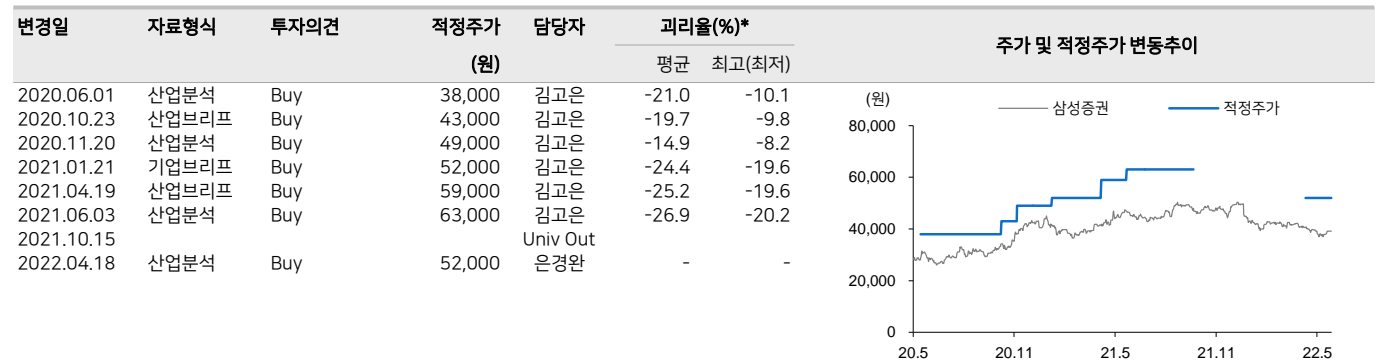 변경일 자료형식 투자의견 적정주가 담당자 괴리율(%)* 주가 및 적정주가 변동추이
(원) 평균 최고(최저)
2020.06.01 산업분석 Buy 38,000 김고은 -21.0 -10.1
2020.10.23 산업브리프 Buy 43,000 김고은 -19.7 -9.8
2020.11.20 산업분석 Buy 49,000 김고은 -14.9 -8.2
2021.01.21 기업브리프 Buy 52,000 김고은 -24.4 -19.6
2021.04.19 산업브리프 Buy 59,000 김고은 -25.2 -19.6
2021.06.03 산업분석 Buy 63,000 김고은 -26.9 -20.2
2021.10.15 Univ Out
2022.04.18 산업분석 Buy 52,000 은경완 - -
(원) 삼성증권 적정주가
80,000
60,000
40,000
20,000
0
20.5 20.11 21.5 21.11 22.5